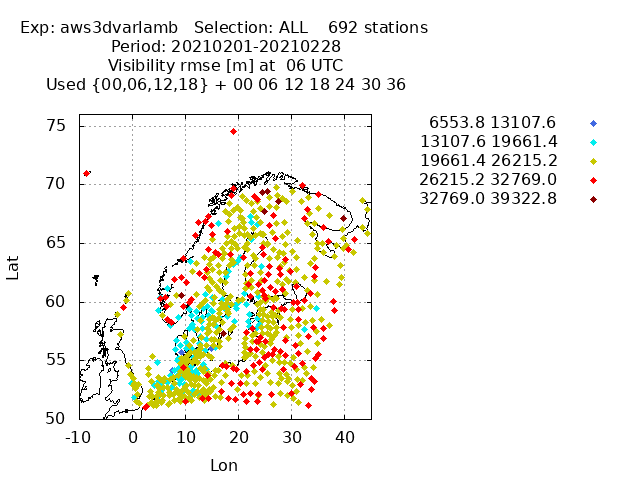 Exp: aws3dvarlamb   Selection: ALL    692 stations
Period: 20210201-20210228
Visibility rmse [m] at  06 UTC
Used {00,06,12,18} + 00 06 12 18 24 30 36
6553.8 13107.6
13107.6 19661.4
19661.4 26215.2
26215.2 32769.0
32769.0 39322.8
75
70
65
60
55
50
Lat
-10 0 10 20 30 40
Lon